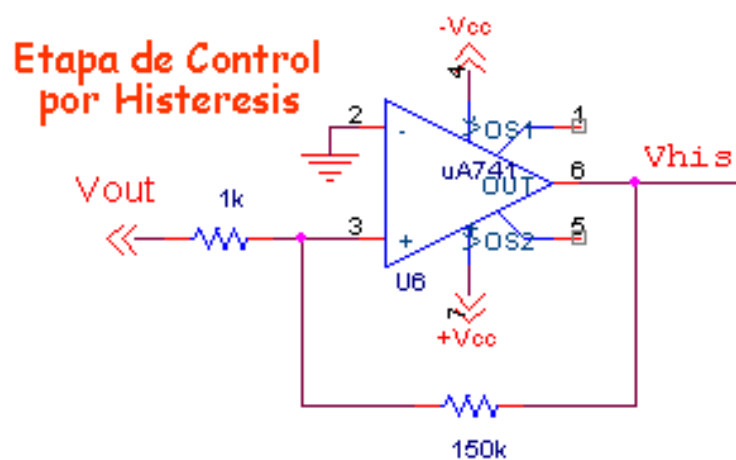 Etapa de Control
por Histeresis
-Vcc
4
2
-
OS1
1
uA741
OUT
6
Vhis
Vout
1k
3
+
OS2
5
U6
7
+Vcc
150k